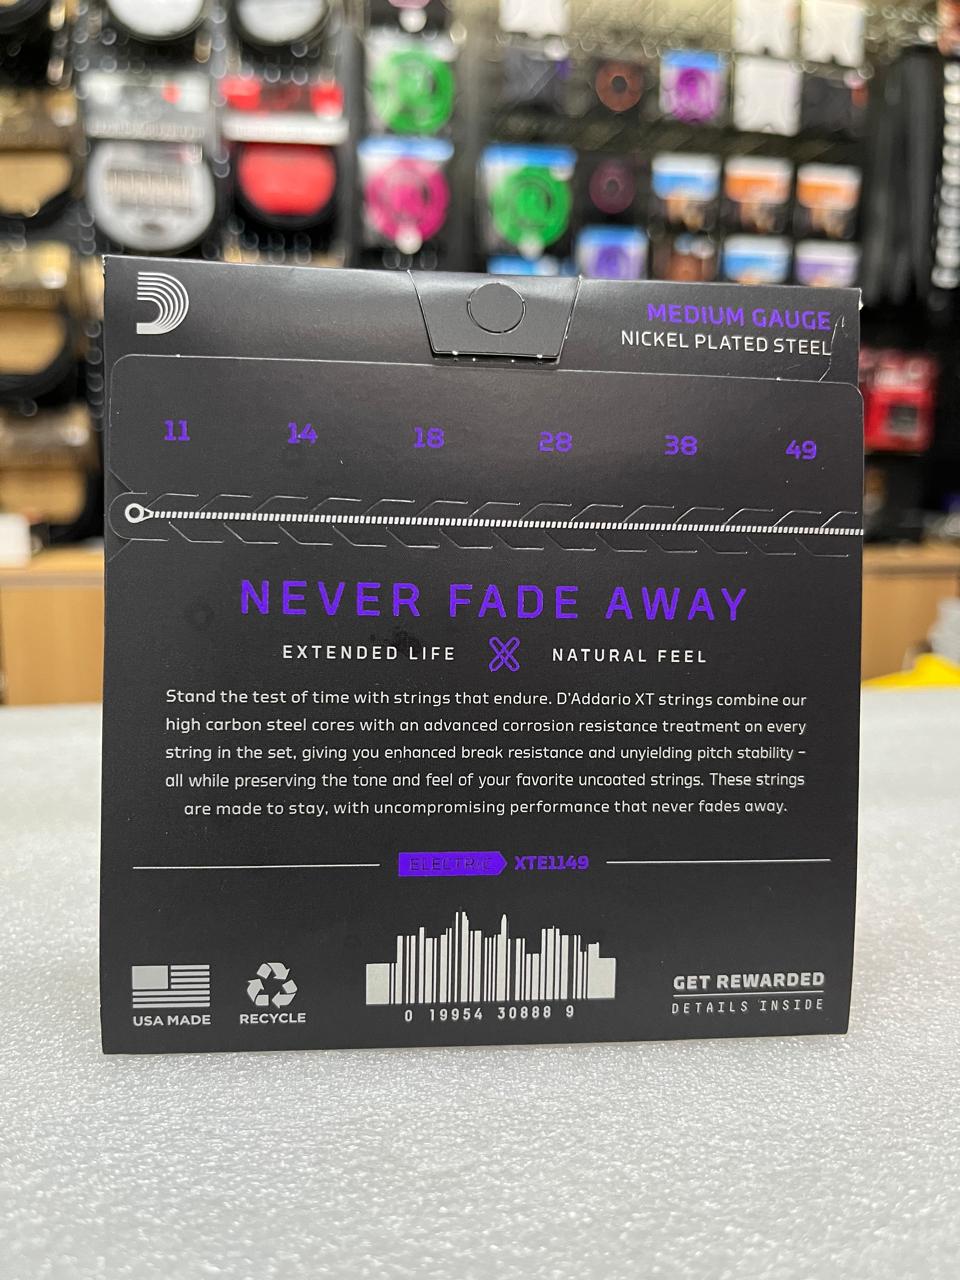 MEDIUM GAUGE
NICKEL PLATED STEEL
11 14 18 28 38 49
NEVER FADE AWAY
EXTENDED LIFE NATURAL FEEL
Stand the test of time with strings that endure. D'Addario XT strings combine our
high carbon steel cores with an advanced corrosion resistance treatment on every
string in the set, giving you enhanced break resistance and unyielding pitch stability –
all while preserving the tone and feel of your favorite uncoated strings. These strings
are made to stay, with uncompromising performance that never fades away.
ELECTRIC XTE1149
0 19954 30888 9
USA MADE
RECYCLE
GET REWARDED
DETAILS INSIDE